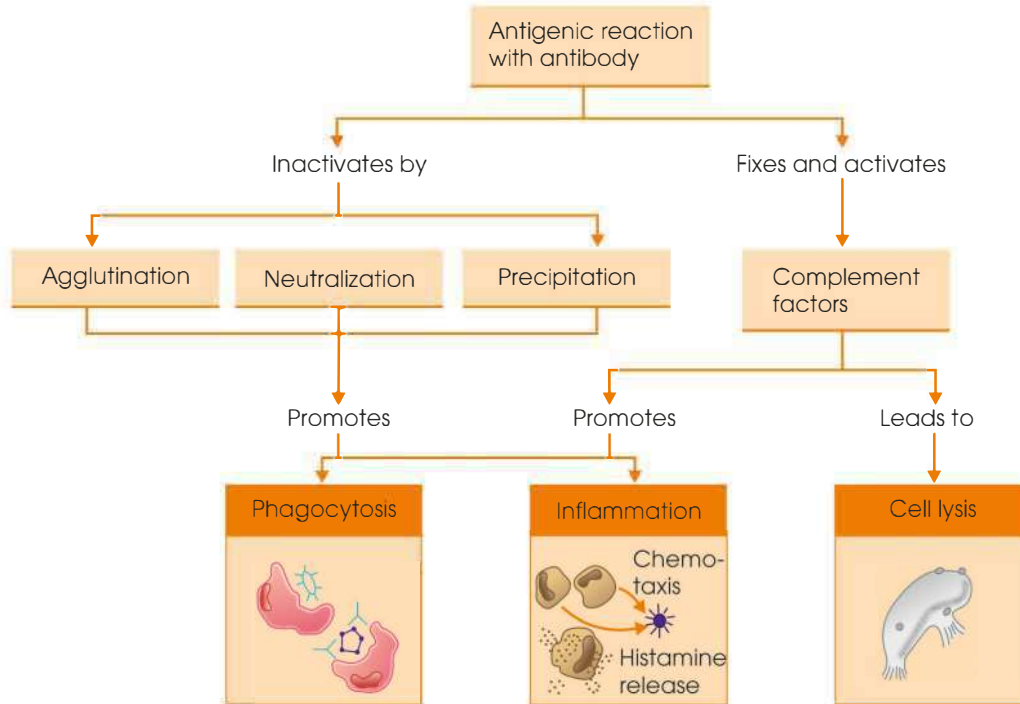 Antigenic reaction
with antibody
Inactivates by
Fixes and activates
Agglutination
Neutralization
Precipitation
Complement
factors
Promotes
Promotes
Leads to
Phagocytosis
Inflammation
Cell lysis
Chemo-
taxis
Histamine
release